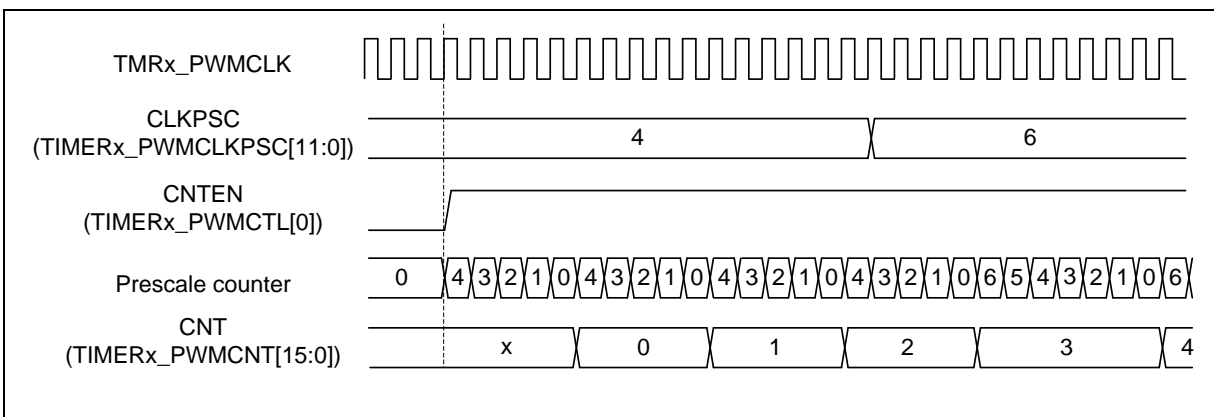 TMRx_PWMCLK
CLKPSC
(TIMERx_PWMCLKPSC[11:0])
4 6
CNTEN
(TIMERx_PWMCTL[0])
Prescale counter
0 4 3 2 1 0 4 3 2 1 0 4 3 2 1 0 4 3 2 1 0 6 5 4 3 2 1 0 6
CNT
(TIMERx_PWMCNT[15:0])
x 0 1 2 3 4